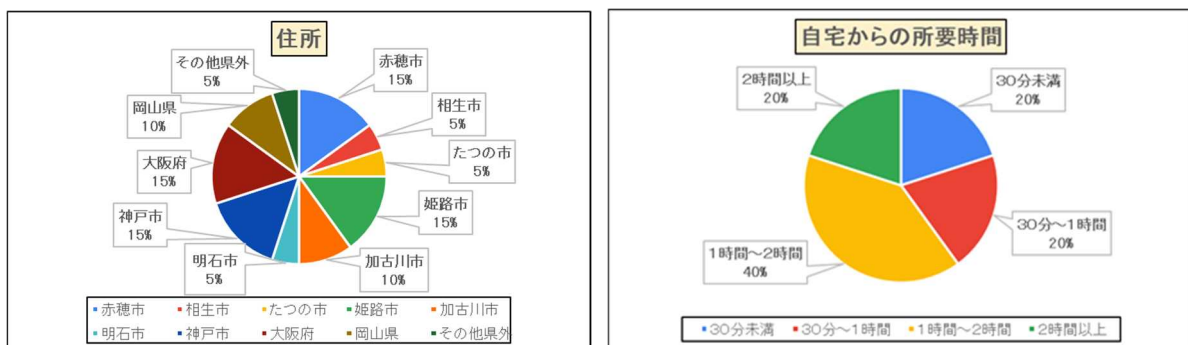 住所
その他県外
5%
赤穂市
15%
岡山県
10%
相生市
5%
大阪府
15%
たつの市
5%
神戸市
15%
姫路市
15%
明石市
5%
加古川市
10%
赤穂市 相生市 たつの市 姫路市 加古川市
明石市 神戸市 大阪府 岡山県 その他県外
自宅からの所要時間
2時間以上
20%
30分未満
20%
1時間～2時間
40%
30分～1時間
20%
30分未満 30分～1時間 1時間～2時間 2時間以上